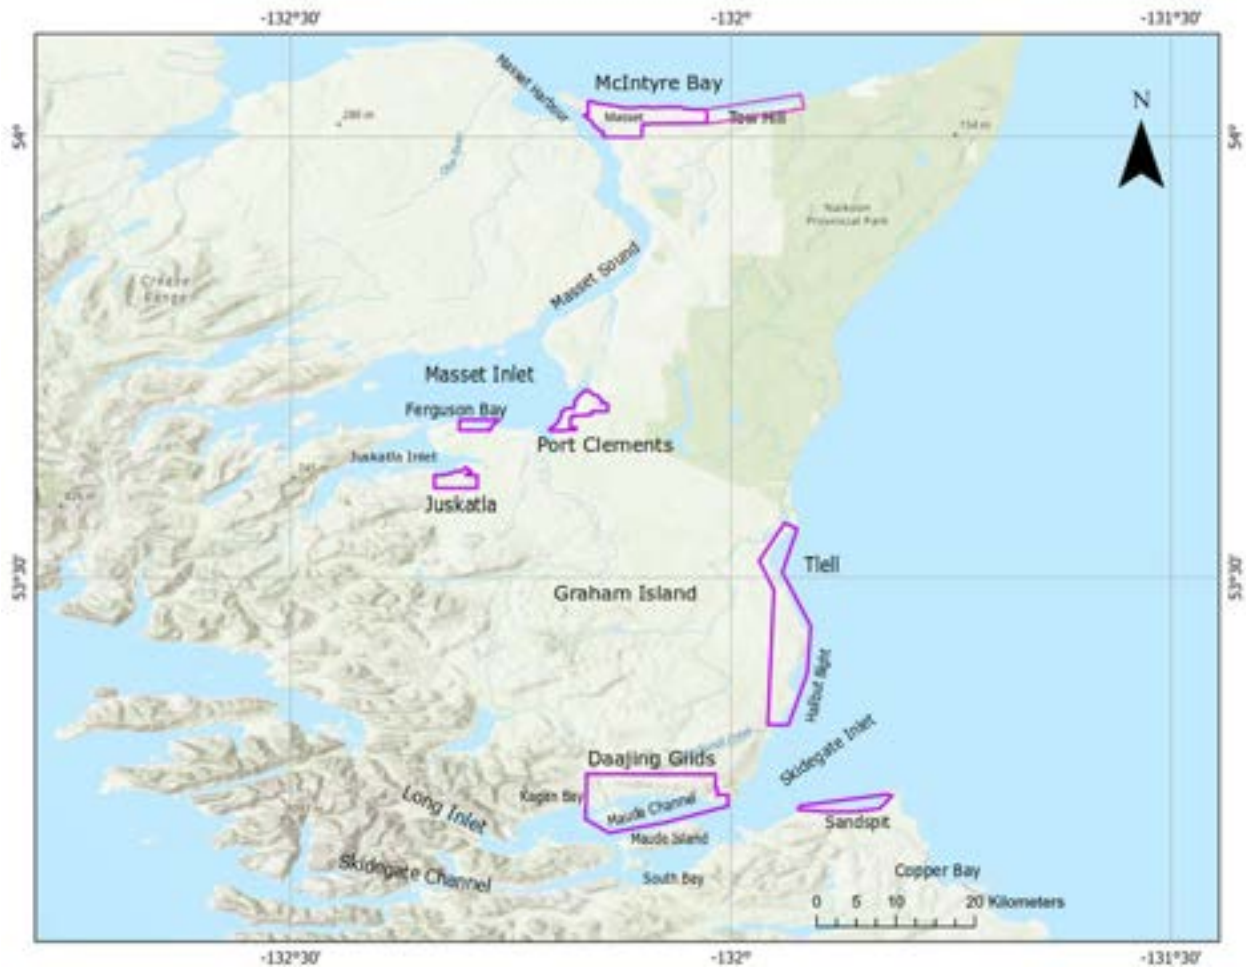 -132°30'
-132°
-131°30'
McIntyre Bay
Masset Harbour
Masset
Tow Hill
N
288 m
154 m
54°
54°
Naikoon
Provincial Park
Masset Sound
Masset Inlet
Ferguson Bay
Port Clements
Juskatla Inlet
Juskatla
Tlell
53°30'
53°30'
Graham Island
Halibut Bight
Skidegate Inlet
Daajing Giids
Kagan Bay
Maude Channel
Long Inlet
Sandspit
Maude Island
Skidegate Channel
South Bay
Copper Bay
0 5 10 20 Kilometers
-132°30'
-132°
-131°30'